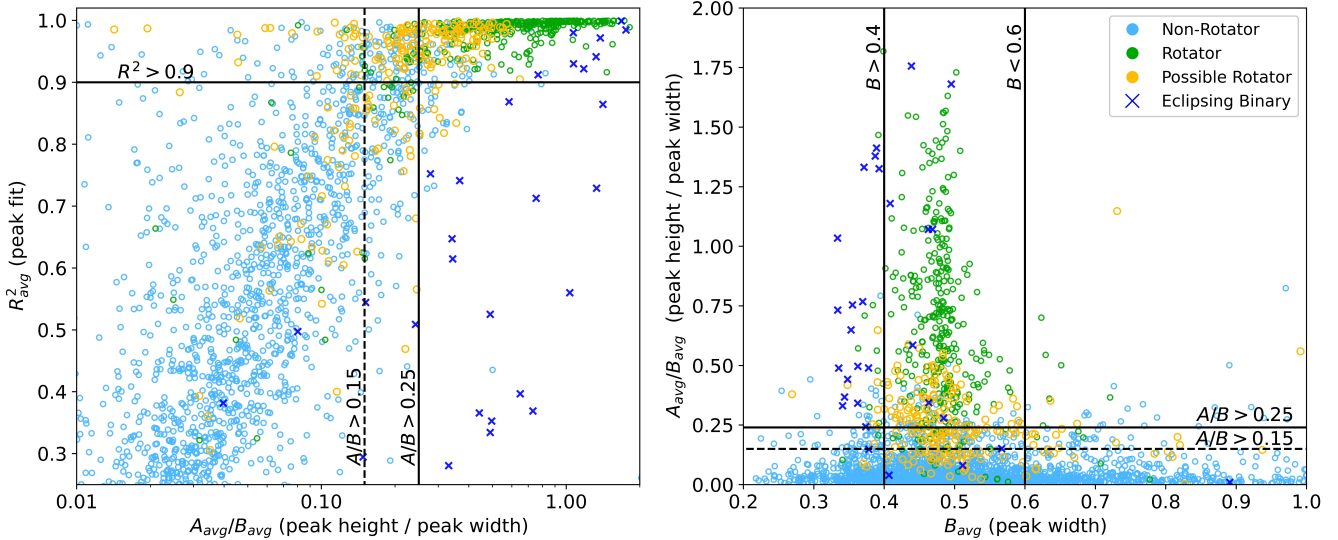 1.0
0.9
0.8
0.7
0.6
0.5
0.4
0.3
R²avg (peak fit)
R² > 0.9
A/B > 0.15
A/B > 0.25
0.01
0.10
1.00
Aavg/Bavg (peak height / peak width)
2.00
1.75
1.50
1.25
1.00
0.75
0.50
0.25
0.00
Aavg/Bavg (peak height / peak width)
B > 0.4
B < 0.6
Non-Rotator
Rotator
Possible Rotator
Eclipsing Binary
A/B > 0.25
A/B > 0.15
0.2
0.3
0.4
0.5
0.6
0.7
0.8
0.9
1.0
Bavg (peak width)